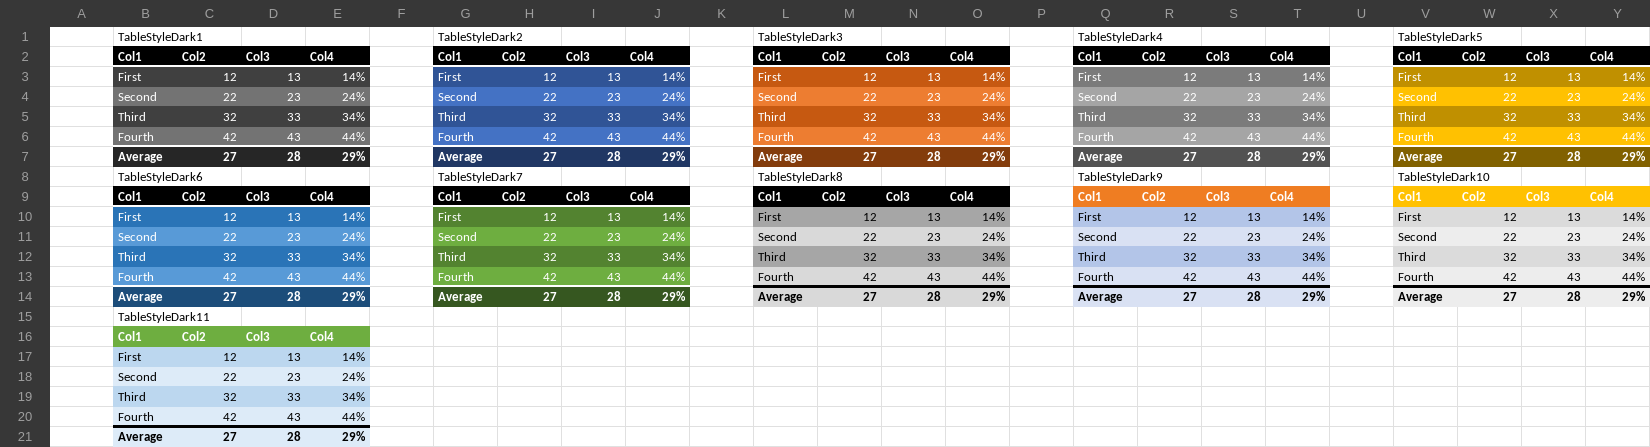 A B C D E F G H I J K L M N O P Q R S T U V W X Y
1 TableStyleDark1 TableStyleDark2 TableStyleDark3 TableStyleDark4 TableStyleDark5
2 Col1 Col2 Col3 Col4 Col1 Col2 Col3 Col4 Col1 Col2 Col3 Col4 Col1 Col2 Col3 Col4 Col1 Col2 Col3 Col4
3 First 12 13 14% First 12 13 14% First 12 13 14% First 12 13 14% First 12 13 14%
4 Second 22 23 24% Second 22 23 24% Second 22 23 24% Second 22 23 24% Second 22 23 24%
5 Third 32 33 34% Third 32 33 34% Third 32 33 34% Third 32 33 34% Third 32 33 34%
6 Fourth 42 43 44% Fourth 42 43 44% Fourth 42 43 44% Fourth 42 43 44% Fourth 42 43 44%
7 Average 27 28 29% Average 27 28 29% Average 27 28 29% Average 27 28 29% Average 27 28 29%
8 TableStyleDark6 TableStyleDark7 TableStyleDark8 TableStyleDark9 TableStyleDark10
9 Col1 Col2 Col3 Col4 Col1 Col2 Col3 Col4 Col1 Col2 Col3 Col4 Col1 Col2 Col3 Col4 Col1 Col2 Col3 Col4
10 First 12 13 14% First 12 13 14% First 12 13 14% First 12 13 14% First 12 13 14%
11 Second 22 23 24% Second 22 23 24% Second 22 23 24% Second 22 23 24% Second 22 23 24%
12 Third 32 33 34% Third 32 33 34% Third 32 33 34% Third 32 33 34% Third 32 33 34%
13 Fourth 42 43 44% Fourth 42 43 44% Fourth 42 43 44% Fourth 42 43 44% Fourth 42 43 44%
14 Average 27 28 29% Average 27 28 29% Average 27 28 29% Average 27 28 29% Average 27 28 29%
15 TableStyleDark11
16 Col1 Col2 Col3 Col4
17 First 12 13 14%
18 Second 22 23 24%
19 Third 32 33 34%
20 Fourth 42 43 44%
21 Average 27 28 29%